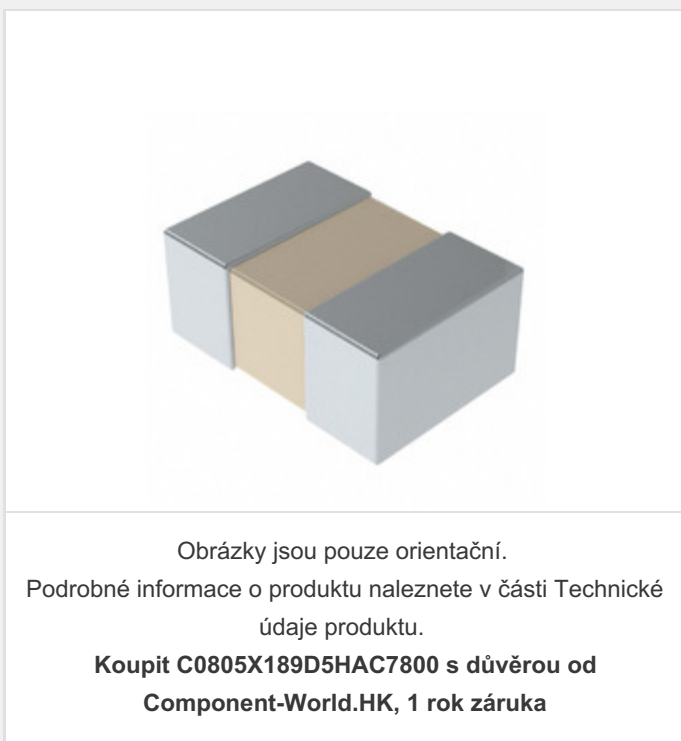 Obrázky jsou pouze orientační.
Podrobné informace o produktu naleznete v části Technické
údaje produktu.
Koupit C0805X189D5HAC7800 s důvěrou od
Component-World.HK, 1 rok záruka